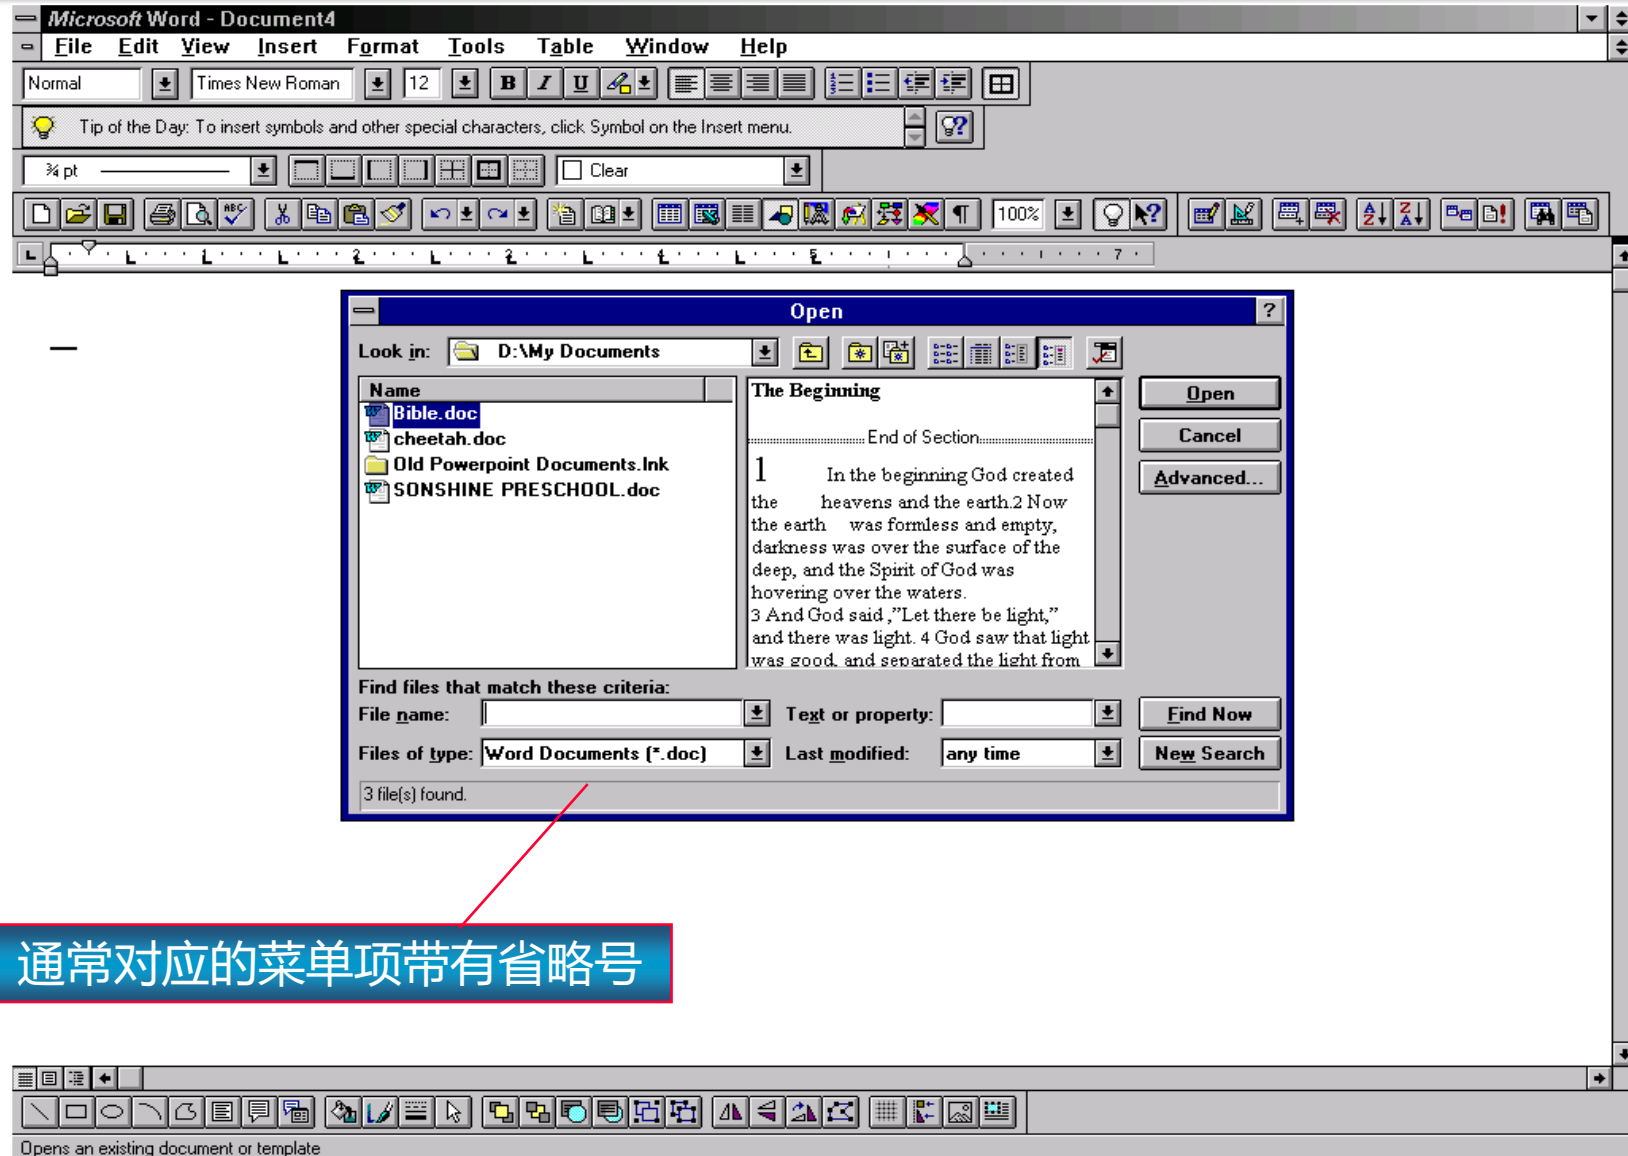 Microsoft Word - Document4
File Edit View Insert Format Tools Table Window Help
Normal Times New Roman 12 B I U
Tip of the Day: To insert symbols and other special characters, click Symbol on the Insert menu.
¾ pt Clear
100%
Open
Look in: D:\My Documents
Name
Bible.doc
cheetah.doc
Old Powerpoint Documents.lnk
SONSHINE PRESCHOOL.doc
The Beginning
End of Section
1 In the beginning God created
the heavens and the earth.2 Now
the earth was formless and empty,
darkness was over the surface of the
deep, and the Spirit of God was
hovering over the waters.
3 And God said ,”Let there be light,”
and there was light. 4 God saw that light
was good, and separated the light from
Open
Cancel
Advanced...
Find files that match these criteria:
File name: Text or property: Find Now
Files of type: Word Documents (*.doc) Last modified: any time New Search
3 file(s) found.
通常对应的菜单项带有省略号
Opens an existing document or template